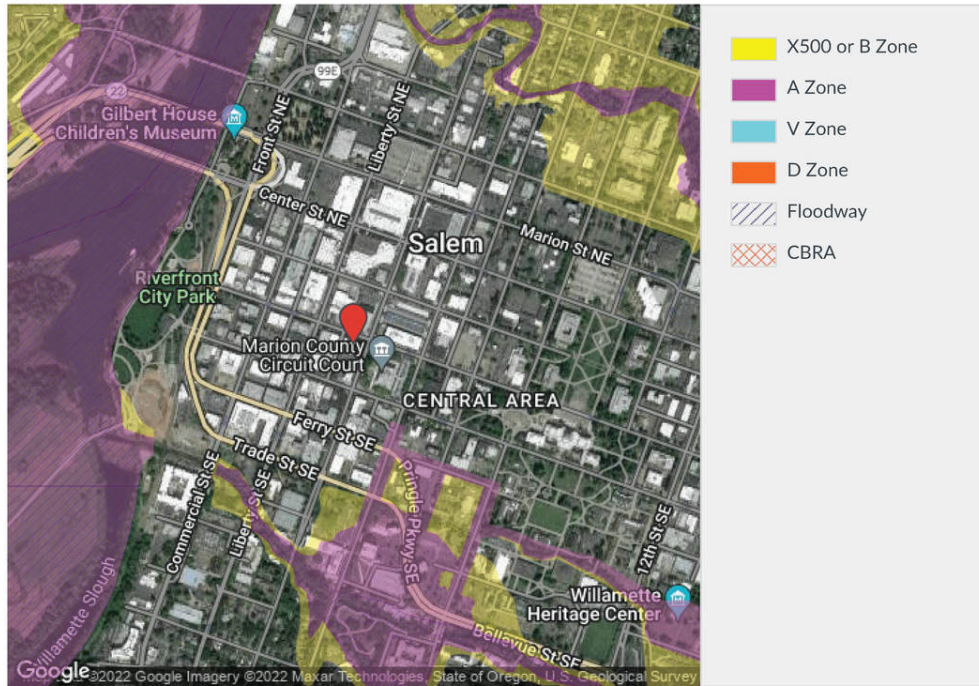 22
99E
Gilbert House
Children's Museum
Front St NE
Liberty St NE
Center St NE
Salem
Marion St NE
Riverfront
City Park
Marion County
Circuit Court
CENTRAL AREA
Ferry St SE
Trade St SE
Commercial St SE
Liberty St SE
Pringle Pkwy SE
12th St SE
Willamette
Heritage Center
Bellevue St SE
Willamette Slough
Google
©2022 Google Imagery ©2022 Maxar Technologies, State of Oregon, U.S. Geological Survey
X500 or B Zone
A Zone
V Zone
D Zone
Floodway
CBRA